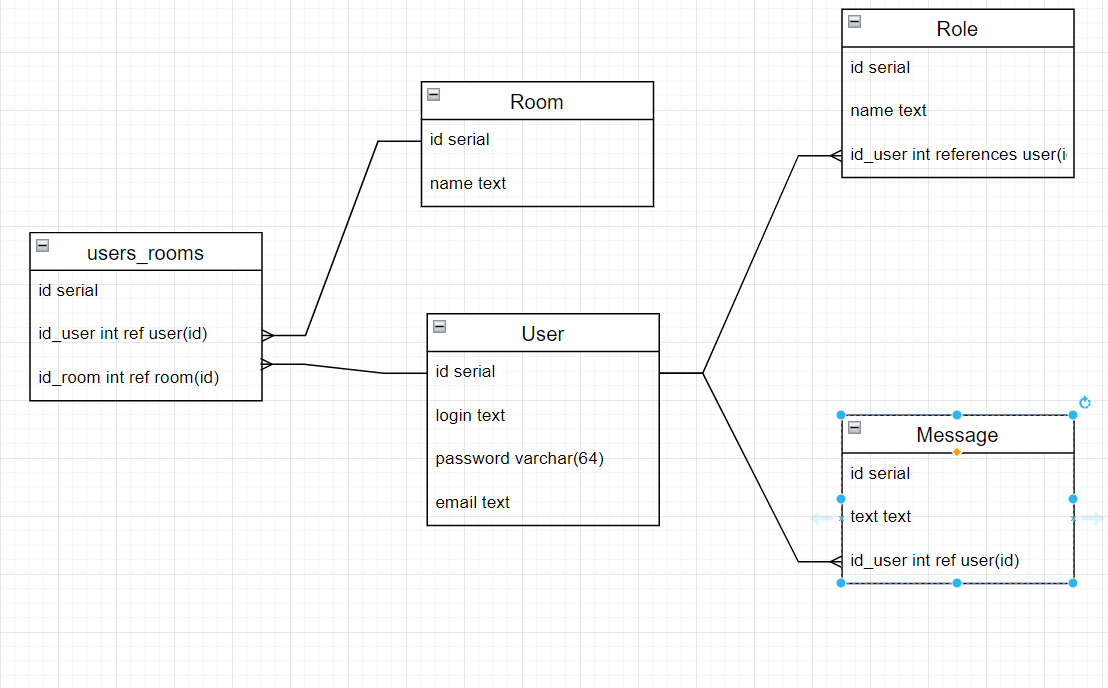 Role
id serial
name text
id_user int references user(i
Room
id serial
name text
users_rooms
id serial
id_user int ref user(id)
id_room int ref room(id)
User
id serial
login text
password varchar(64)
email text
Message
id serial
text text
id_user int ref user(id)